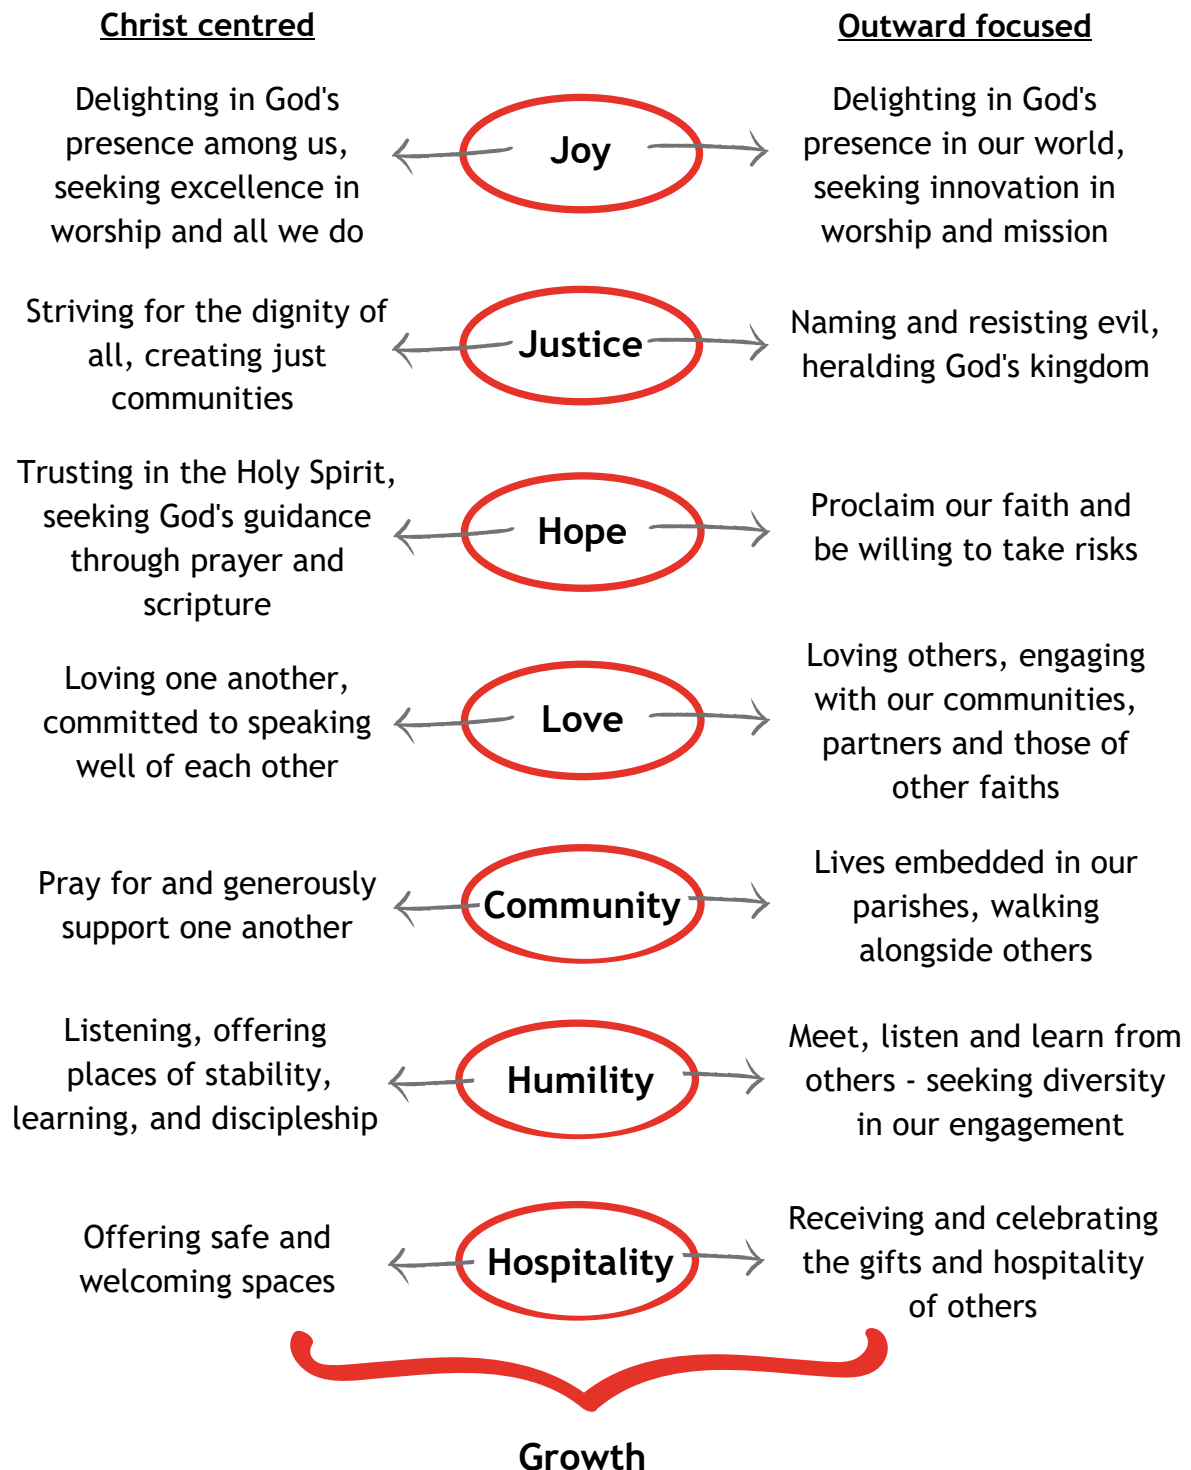 Christ centred
Outward focused
Delighting in God's
presence among us,
seeking excellence in
worship and all we do
Joy
Delighting in God's
presence in our world,
seeking innovation in
worship and mission
Striving for the dignity of
all, creating just
communities
Justice
Naming and resisting evil,
heralding God's kingdom
Trusting in the Holy Spirit,
seeking God's guidance
through prayer and
scripture
Hope
Proclaim our faith and
be willing to take risks
Loving one another,
committed to speaking
well of each other
Love
Loving others, engaging
with our communities,
partners and those of
other faiths
Pray for and generously
support one another
Community
Lives embedded in our
parishes, walking
alongside others
Listening, offering
places of stability,
learning, and discipleship
Humility
Meet, listen and learn from
others - seeking diversity
in our engagement
Offering safe and
welcoming spaces
Hospitality
Receiving and celebrating
the gifts and hospitality
of others
Growth